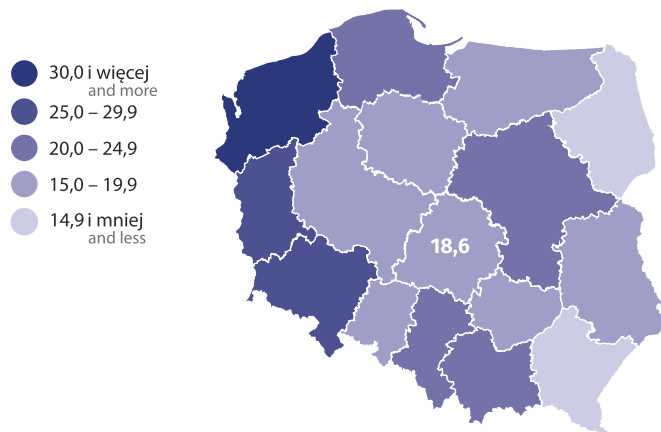 30,0 i więcej
and more
25,0 – 29,9
20,0 – 24,9
15,0 – 19,9
14,9 i mniej
and less
18,6